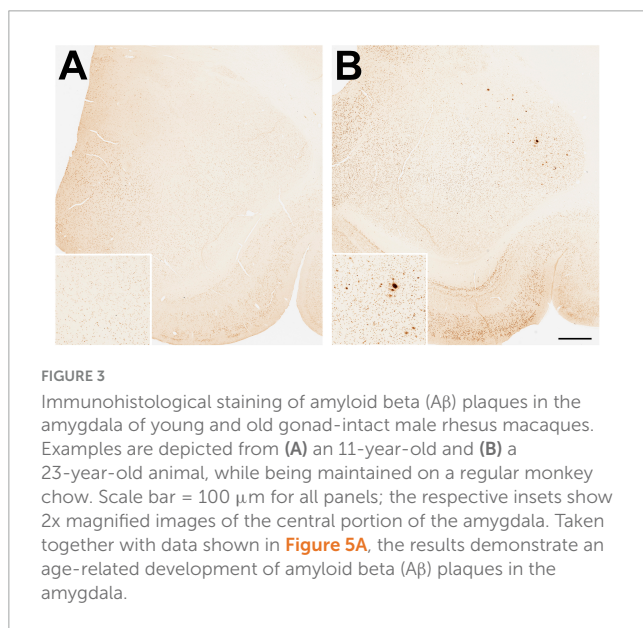 A
B
FIGURE 3
Immunohistological staining of amyloid beta (Aβ) plaques in the
amygdala of young and old gonad-intact male rhesus macaques.
Examples are depicted from (A) an 11-year-old and (B) a
23-year-old animal, while being maintained on a regular monkey
chow. Scale bar = 100 μm for all panels; the respective insets show
2x magnified images of the central portion of the amygdala. Taken
together with data shown in Figure 5A, the results demonstrate an
age-related development of amyloid beta (Aβ) plaques in the
amygdala.